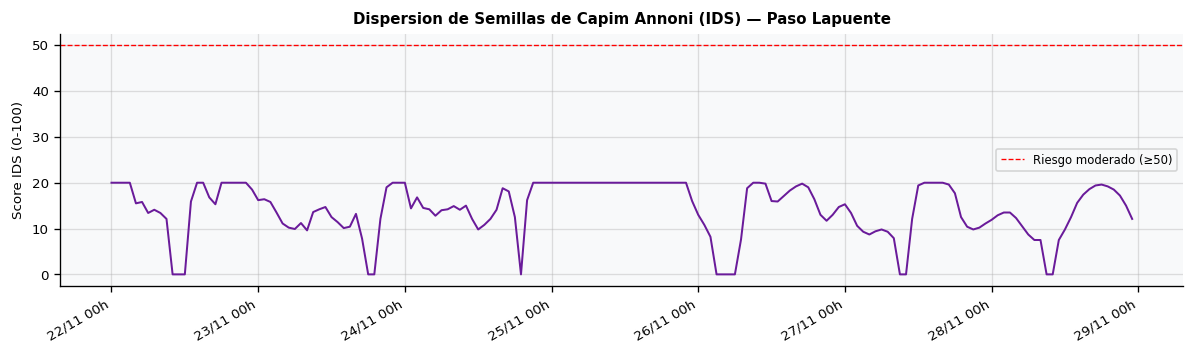 Dispersion de Semillas de Capim Annoni (IDS) — Paso Lapuente
Score IDS (0-100)
50
40
30
20
10
0
Riesgo moderado (≥50)
22/11 00h
23/11 00h
24/11 00h
25/11 00h
26/11 00h
27/11 00h
28/11 00h
29/11 00h